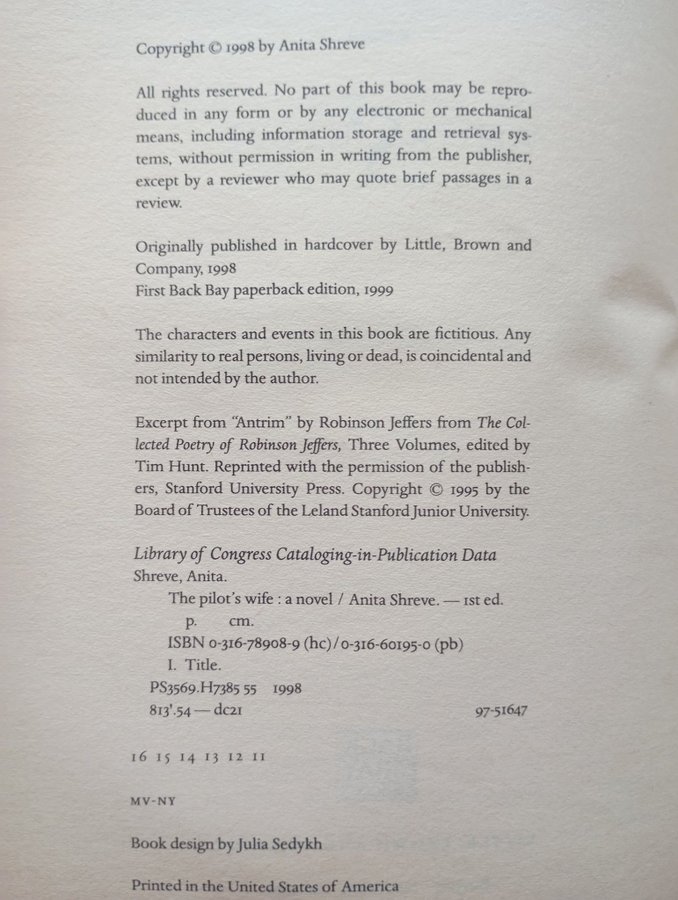 Copyright © 1998 by Anita Shreve
All rights reserved. No part of this book may be repro-
duced in any form or by any electronic or mechanical
means, including information storage and retrieval sys-
tems, without permission in writing from the publisher,
except by a reviewer who may quote brief passages in a
review.
Originally published in hardcover by Little, Brown and
Company, 1998
First Back Bay paperback edition, 1999
The characters and events in this book are fictitious. Any
similarity to real persons, living or dead, is coincidental and
not intended by the author.
Excerpt from “Antrim” by Robinson Jeffers from The Col-
lected Poetry of Robinson Jeffers, Three Volumes, edited by
Tim Hunt. Reprinted with the permission of the publish-
ers, Stanford University Press. Copyright © 1995 by the
Board of Trustees of the Leland Stanford Junior University.
Library of Congress Cataloging-in-Publication Data
Shreve, Anita.
The pilot's wife : a novel / Anita Shreve. — 1st ed.
p. cm.
ISBN 0-316-78908-9 (hc)/0-316-60195-0 (pb)
I. Title.
PS3569.H7385 55 1998
813'.54 — dc21 97-51647
16 15 14 13 12 11
MV-NY
Book design by Julia Sedykh
Printed in the United States of America